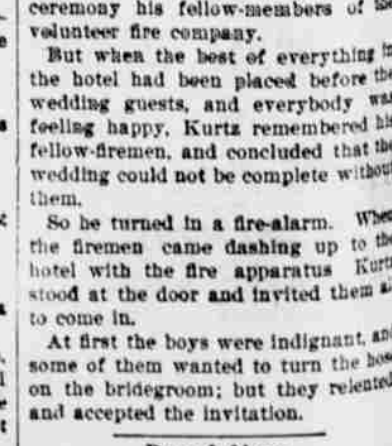 ceremony his fellow-members of the
volunteer fire company.
But when the best of everything in
the hotel had been placed before the
wedding guests, and everybody was
feeling happy, Kurtz remembered his
fellow-firemen, and concluded that the
wedding could not be complete without
them.
So he turned in a fire-alarm. When
the firemen came dashing up to the
hotel with the fire apparatus Kurtz
stood at the door and invited them
to come in.
At first the boys were indignant, and
some of them wanted to turn the hose
on the bridegroom; but they relented
and accepted the invitation.